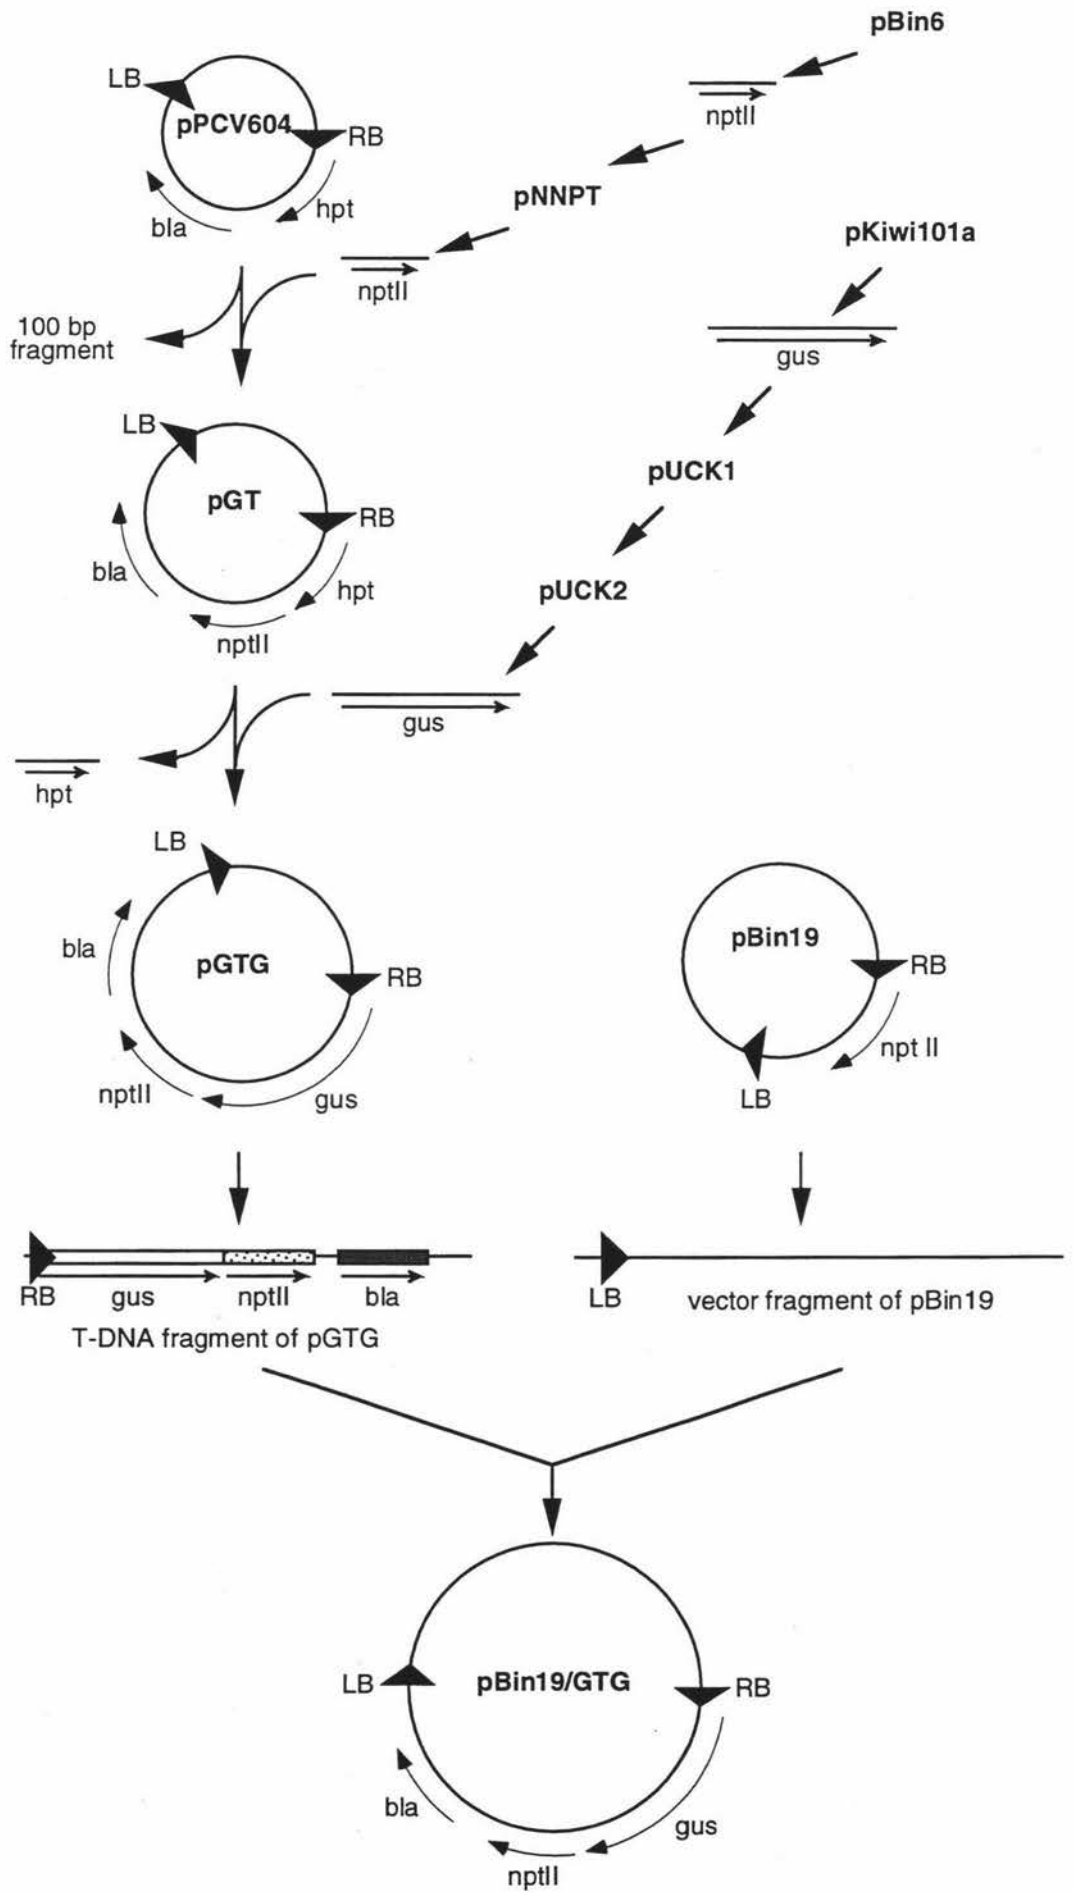 pBin6
LB
pPCV604
RB
nptII
hpt
bla
pNNPT
nptII
pKiwi101a
100 bp
fragment
gus
LB
pGT
RB
bla
hpt
nptII
pUCK1
pUCK2
gus
hpt
LB
bla
pGTG
RB
nptII
gus
pBin19
RB
npt II
LB
RB
gus
nptII
bla
T-DNA fragment of pGTG
LB
vector fragment of pBin19
LB
pBin19/GTG
RB
bla
gus
nptII